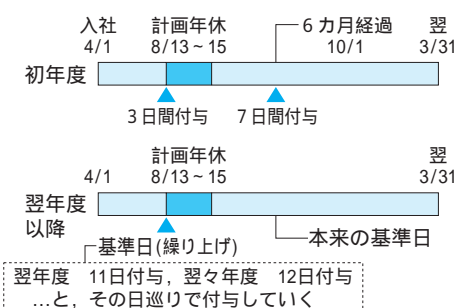 入社 計画年休 6カ月経過 翌
4/1 8/13~15 10/1 3/31
初年度
3日間付与 7日間付与
計画年休 翌
4/1 8/13~15 3/31
翌年度
以降
基準日(繰り上げ) 本来の基準日
翌年度 11日付与,翌々年度 12日付与
…と,その日巡りで付与していく